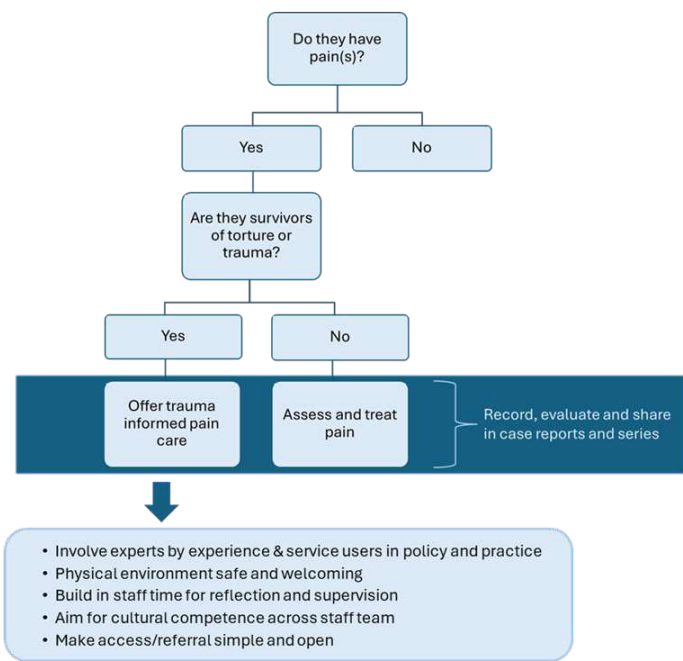 Do they have
pain(s)?
Yes
No
Are they survivors
of torture or
trauma?
Yes
No
Offer trauma
informed pain
care
Assess and treat
pain
Record, evaluate and share
in case reports and series
• Involve experts by experience & service users in policy and practice
• Physical environment safe and welcoming
• Build in staff time for reflection and supervision
• Aim for cultural competence across staff team
• Make access/referral simple and open